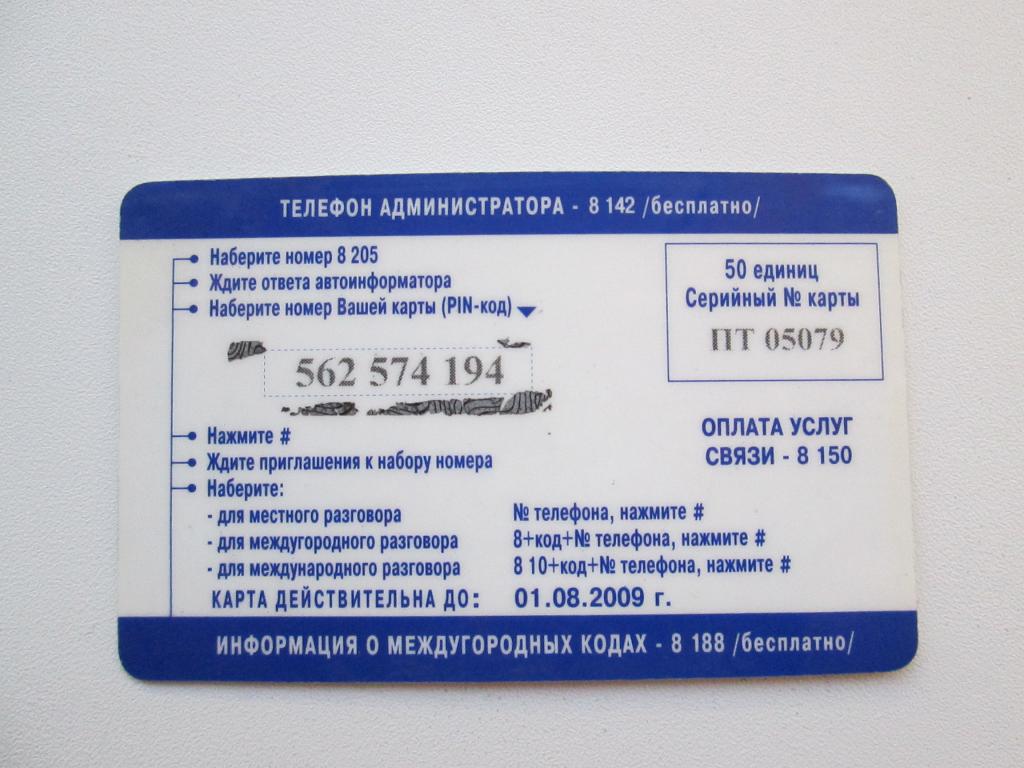 ТЕЛЕФОН АДМИНИСТРАТОРА - 8 142 /бесплатно/
Наберите номер 8 205
Ждите ответа автоинформатора
Наберите номер Вашей карты (PIN-код)
562 574 194
50 единиц
Серийный № карты
ПТ 05079
Нажмите #
Ждите приглашения к набору номера
ОПЛАТА УСЛУГ
СВЯЗИ - 8 150
Наберите:
- для местного разговора № телефона, нажмите #
- для междугородного разговора 8+код+№ телефона, нажмите #
- для международного разговора 8 10+код+№ телефона, нажмите #
КАРТА ДЕЙСТВИТЕЛЬНА ДО: 01.08.2009 г.
ИНФОРМАЦИЯ О МЕЖДУГОРОДНЫХ КОДАХ - 8 188 /бесплатно/